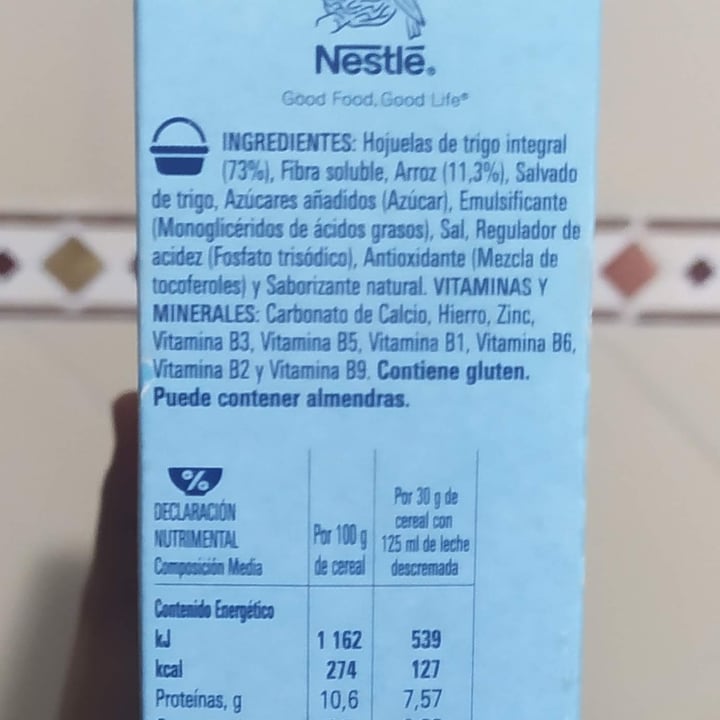 Nestlé®
Good Food, Good Life®
INGREDIENTES: Hojuelas de trigo integral
(73%), Fibra soluble, Arroz (11,3%), Salvado
de trigo, Azúcares añadidos (Azúcar), Emulsificante
(Monoglicéridos de ácidos grasos), Sal, Regulador de
acidez (Fosfato trisódico), Antioxidante (Mezcla de
tocoferoles) y Saborizante natural. VITAMINAS Y
MINERALES: Carbonato de Calcio, Hierro, Zinc,
Vitamina B3, Vitamina B5, Vitamina B1, Vitamina B6,
Vitamina B2 y Vitamina B9. Contiene gluten.
Puede contener almendras.
%
DECLARACIÓN
NUTRIMENTAL
Composición Media
Por 100 g
de cereal
Por 30 g de
cereal con
125 ml de leche
descremada
Contenido Energético
kJ 1 162 539
kcal 274 127
Proteínas, g 10,6 7,57